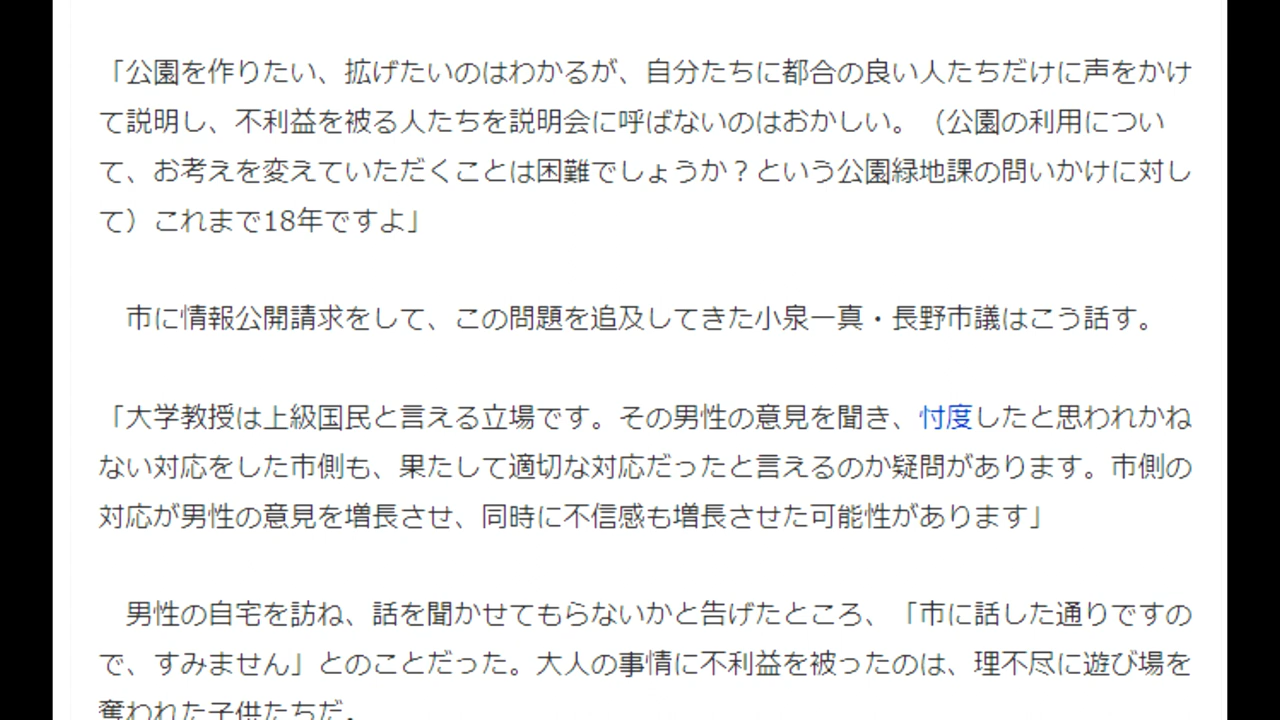 「公園を作りたい、拡げたいのはわかるが、自分たちに都合の良い人たちだけに声をかけ
て説明し、不利益を被る人たちを説明会に呼ばないのはおかしい。（公園の利用につい
て、お考えを変えていただくことは困難でしょうか？という公園緑地課の問いかけに対し
て）これまで18年ですよ」
市に情報公開請求をして、この問題を追及してきた小泉一真・長野市議はこう話す。
「大学教授は上級国民と言える立場です。その男性の意見を聞き、忖度したと思われかね
ない対応をした市側も、果たして適切な対応だったと言えるのか疑問があります。市側の
対応が男性の意見を増長させ、同時に不信感も増長させた可能性があります」
男性の自宅を訪ね、話を聞かせてもらないかと告げたところ、「市に話した通りですの
で、すみません」とのことだった。大人の事情に不利益を被ったのは、理不尽に遊び場を
奪われた子供たちだ。